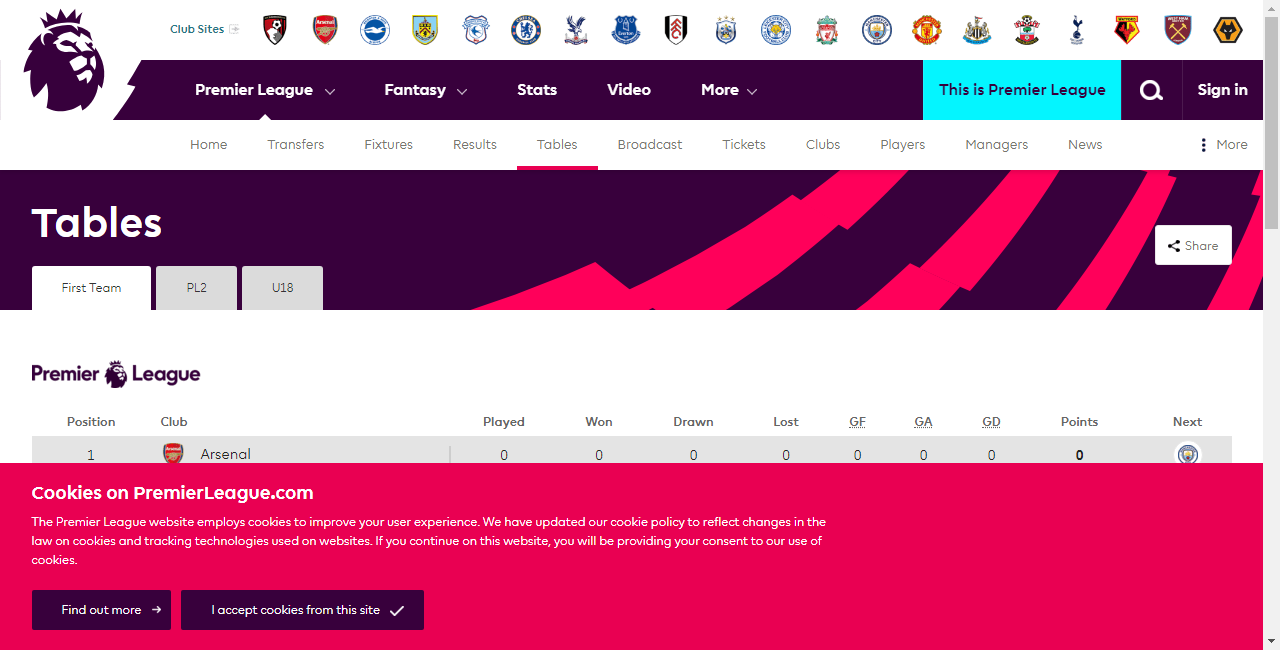 Club Sites
Premier League Fantasy Stats Video More This is Premier League Sign in
Home Transfers Fixtures Results Tables Broadcast Tickets Clubs Players Managers News More
Tables
Share
First Team PL2 U18
Premier League
Position Club Played Won Drawn Lost GF GA GD Points Next
1 Arsenal 0 0 0 0 0 0 0 0
Cookies on PremierLeague.com
The Premier League website employs cookies to improve your user experience. We have updated our cookie policy to reflect changes in the
law on cookies and tracking technologies used on websites. If you continue on this website, you will be providing your consent to our use of
cookies.
Find out more I accept cookies from this site